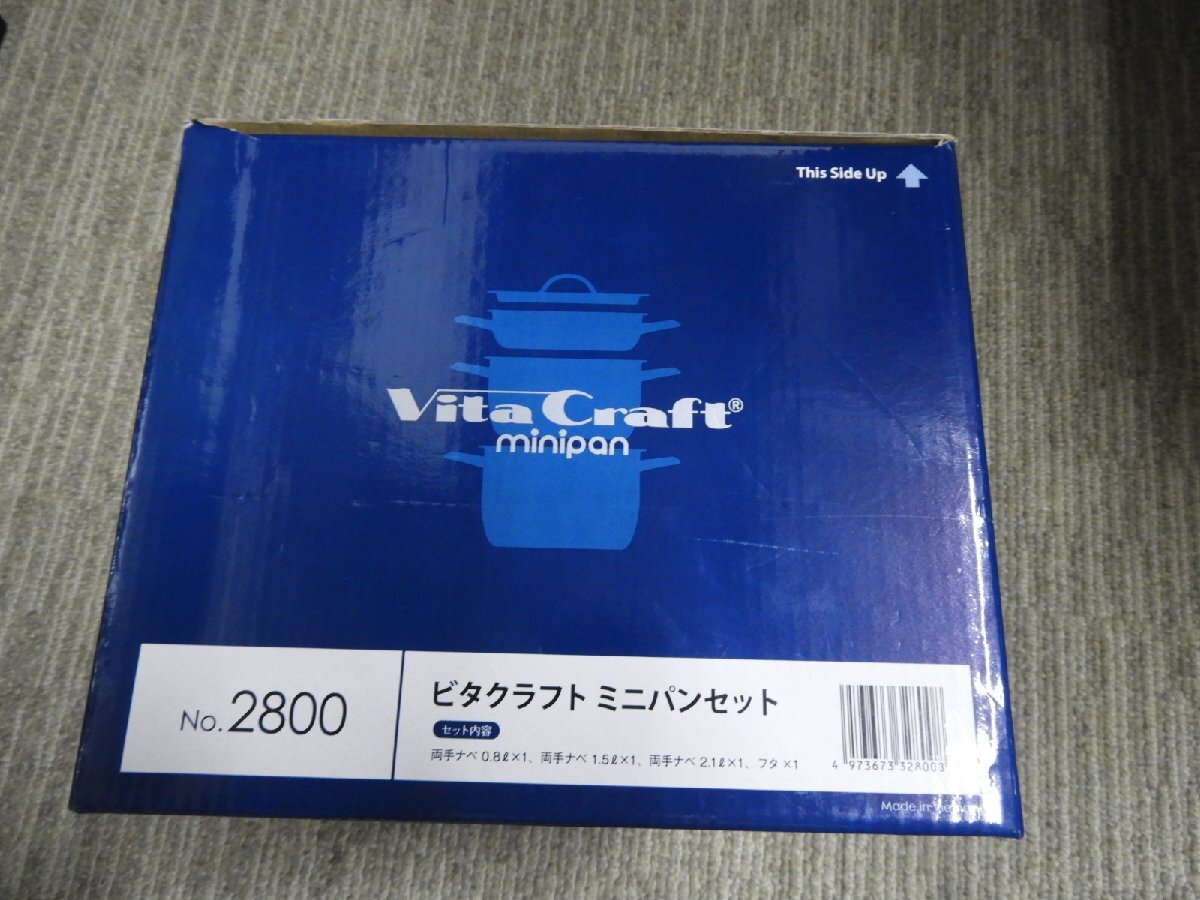 This Side Up
Vita Craft®
minipan
No. 2800
ビタクラフト ミニパンセット
セット内容
両手ナベ 0.8ℓ×1、両手ナベ 1.5ℓ×1、両手ナベ 2.1ℓ×1、フタ×1
4 973673 328003
Made in